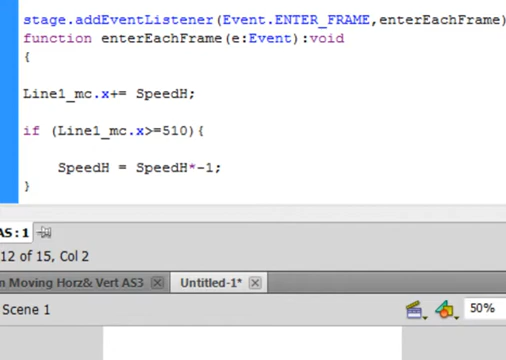 stage.addEventListener(Event.ENTER_FRAME,enterEachFrame)
function enterEachFrame(e:Event):void
{
Line1_mc.x+= SpeedH;
if (Line1_mc.x>=510){
SpeedH = SpeedH*-1;
}
AS : 1
12 of 15, Col 2
n Moving Horz& Vert AS3 Untitled-1*
Scene 1 50%